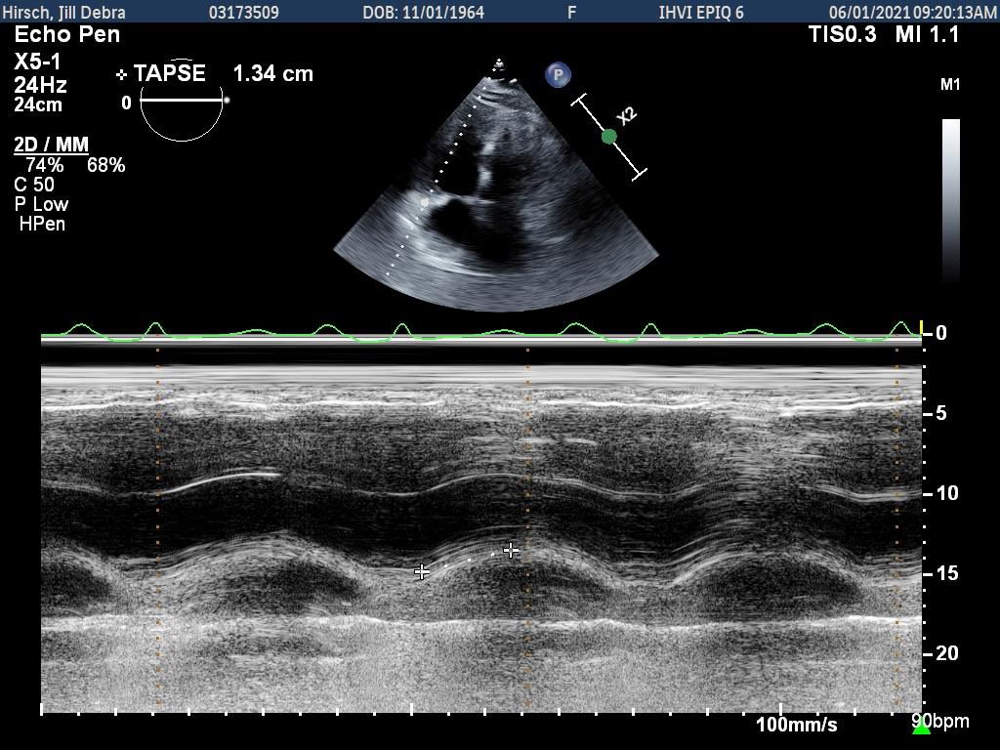 Hirsch, Jill Debra 03173509 DOB: 11/01/1964 F IHVI EPIQ 6 06/01/2021 09:20:13AM
Echo Pen TIS0.3 MI 1.1
X5-1
24Hz
24cm
TAPSE 1.34 cm
0
P
X2
M1
2D / MM
74% 68%
C 50
P Low
HPen
0
5
10
15
20
100mm/s 90bpm